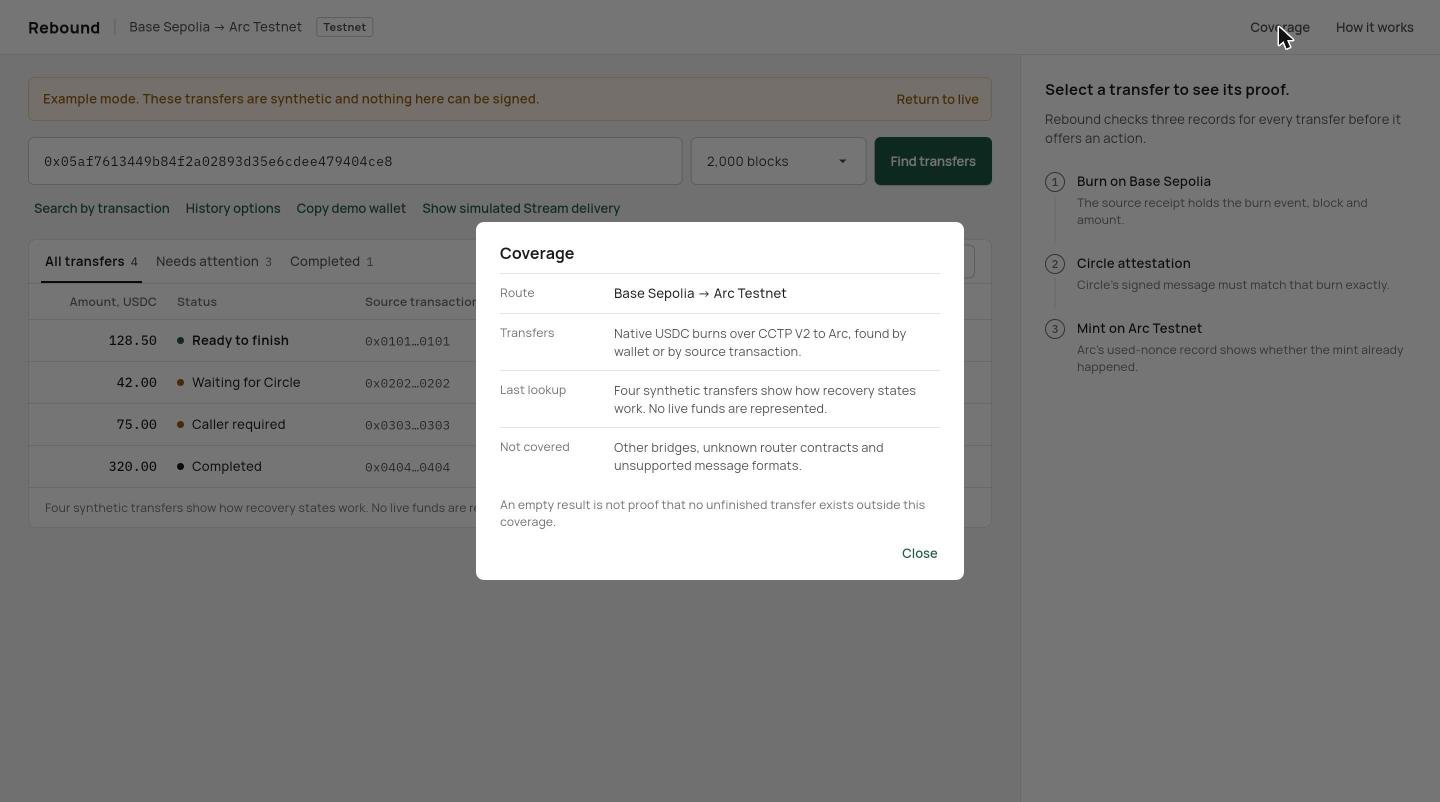 Rebound
Base Sepolia → Arc Testnet
Testnet
Coverage
How it works
Example mode. These transfers are synthetic and nothing here can be signed.
Return to live
0x05af7613449b84f2a02893d35e6cdee479404ce8
2,000 blocks
Find transfers
Search by transaction
History options
Copy demo wallet
Show simulated Stream delivery
All transfers 4
Needs attention 3
Completed 1
Amount, USDC
Status
Source transaction
128.50
Ready to finish
0x0101…0101
42.00
Waiting for Circle
0x0202…0202
75.00
Caller required
0x0303…0303
320.00
Completed
0x0404…0404
Four synthetic transfers show how recovery states work. No live funds are
Coverage
Route
Base Sepolia → Arc Testnet
Transfers
Native USDC burns over CCTP V2 to Arc, found by
wallet or by source transaction.
Last lookup
Four synthetic transfers show how recovery states
work. No live funds are represented.
Not covered
Other bridges, unknown router contracts and
unsupported message formats.
An empty result is not proof that no unfinished transfer exists outside this
coverage.
Close
Select a transfer to see its proof.
Rebound checks three records for every transfer before it
offers an action.
1
Burn on Base Sepolia
The source receipt holds the burn event, block and
amount.
2
Circle attestation
Circle's signed message must match that burn exactly.
3
Mint on Arc Testnet
Arc's used-nonce record shows whether the mint already
happened.